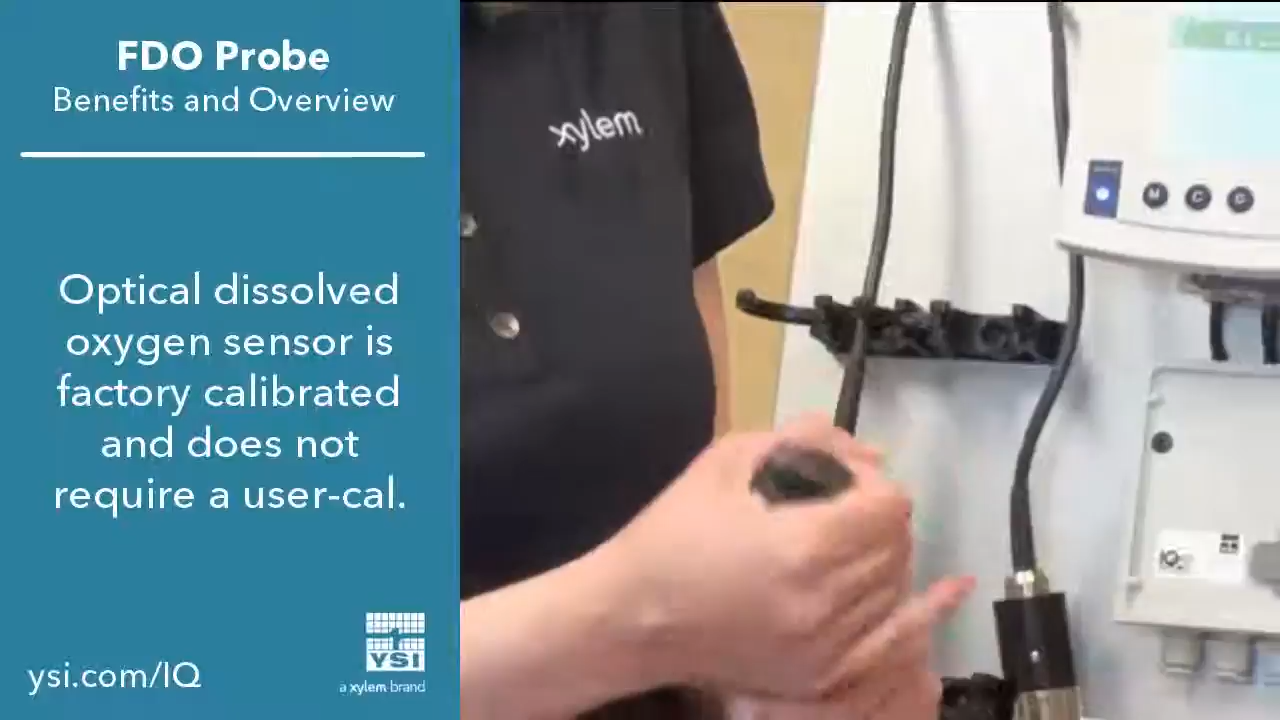 FDO Probe
Benefits and Overview
Optical dissolved
oxygen sensor is
factory calibrated
and does not
require a user-cal.
ysi.com/IQ
YSI
a xylem brand
xylem
M
C
S
IQ